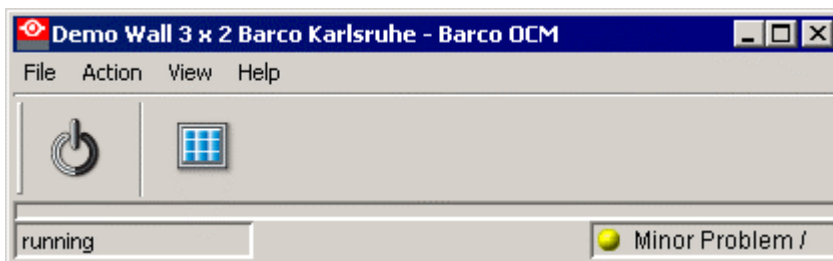 Demo Wall 3 x 2 Barco Karlsruhe - Barco OCM
File Action View Help
running Minor Problem /